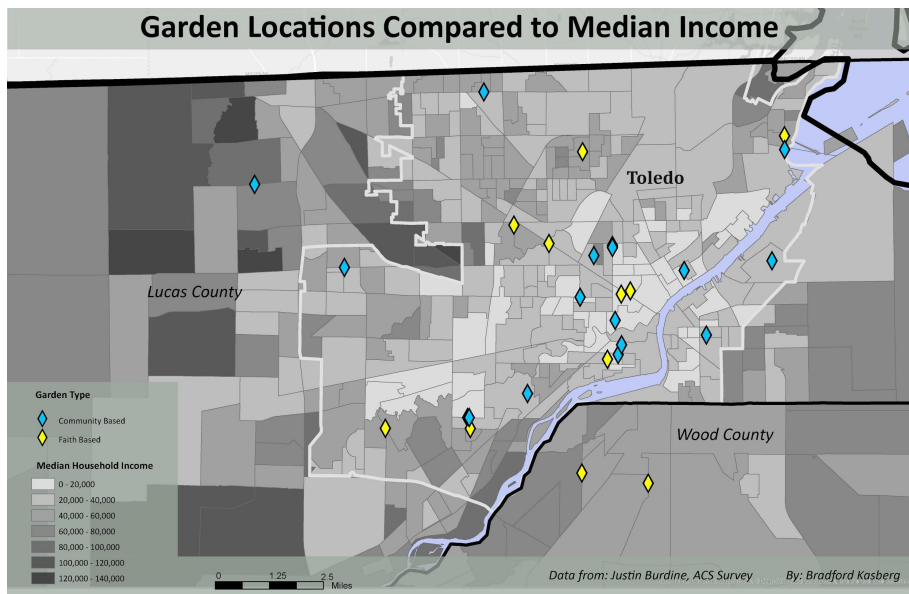 Garden Locations Compared to Median Income
Toledo
Lucas County
Wood County
Garden Type
Community Based
Faith Based
Median Household Income
0 - 20,000
20,000 - 40,000
40,000 - 60,000
60,000 - 80,000
80,000 - 100,000
100,000 - 120,000
120,000 - 140,000
0 1.25 2.5
Miles
Data from: Justin Burdine, ACS Survey By: Bradford Kasberg